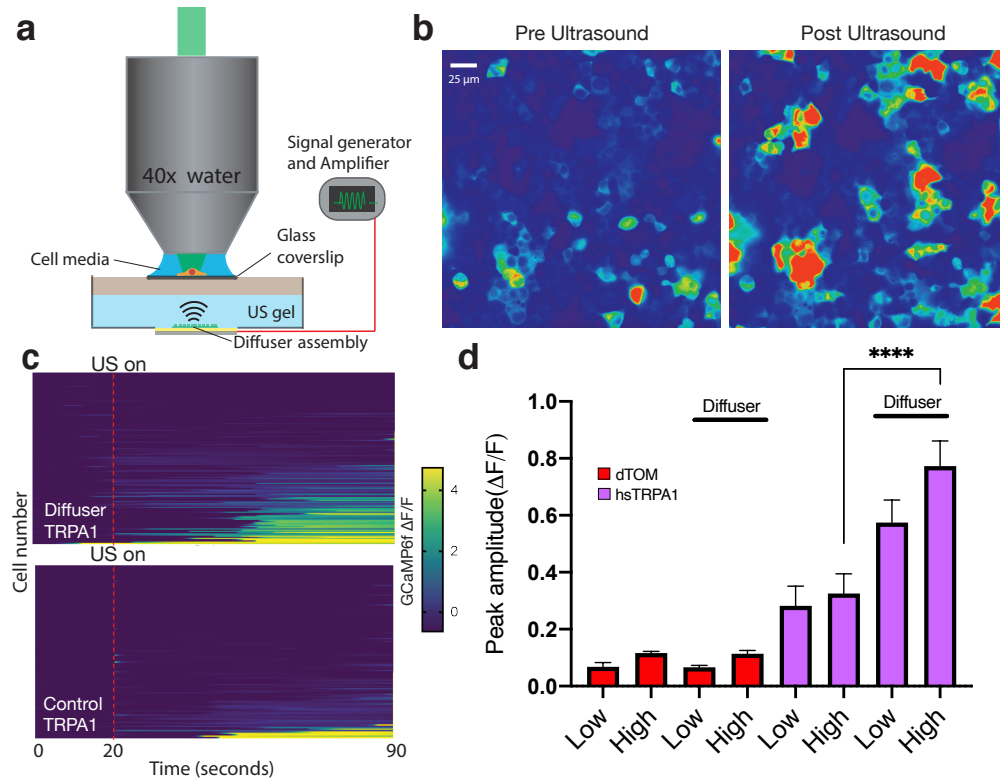 a
40x water
Signal generator
and Amplifier
Cell media
Glass
coverslip
US gel
Diffuser assembly
b
Pre Ultrasound
Post Ultrasound
25 μm
c
US on
Diffuser
TRPA1
US on
Control
TRPA1
Cell number
0
20
90
Time (seconds)
GCaMP6f ΔF/F
4
2
0
d
****
Diffuser
Diffuser
dTOM
hsTRPA1
Peak amplitude(ΔF/F)
1.0
0.8
0.6
0.4
0.2
0.0
Low
High
Low
High
Low
High
Low
High